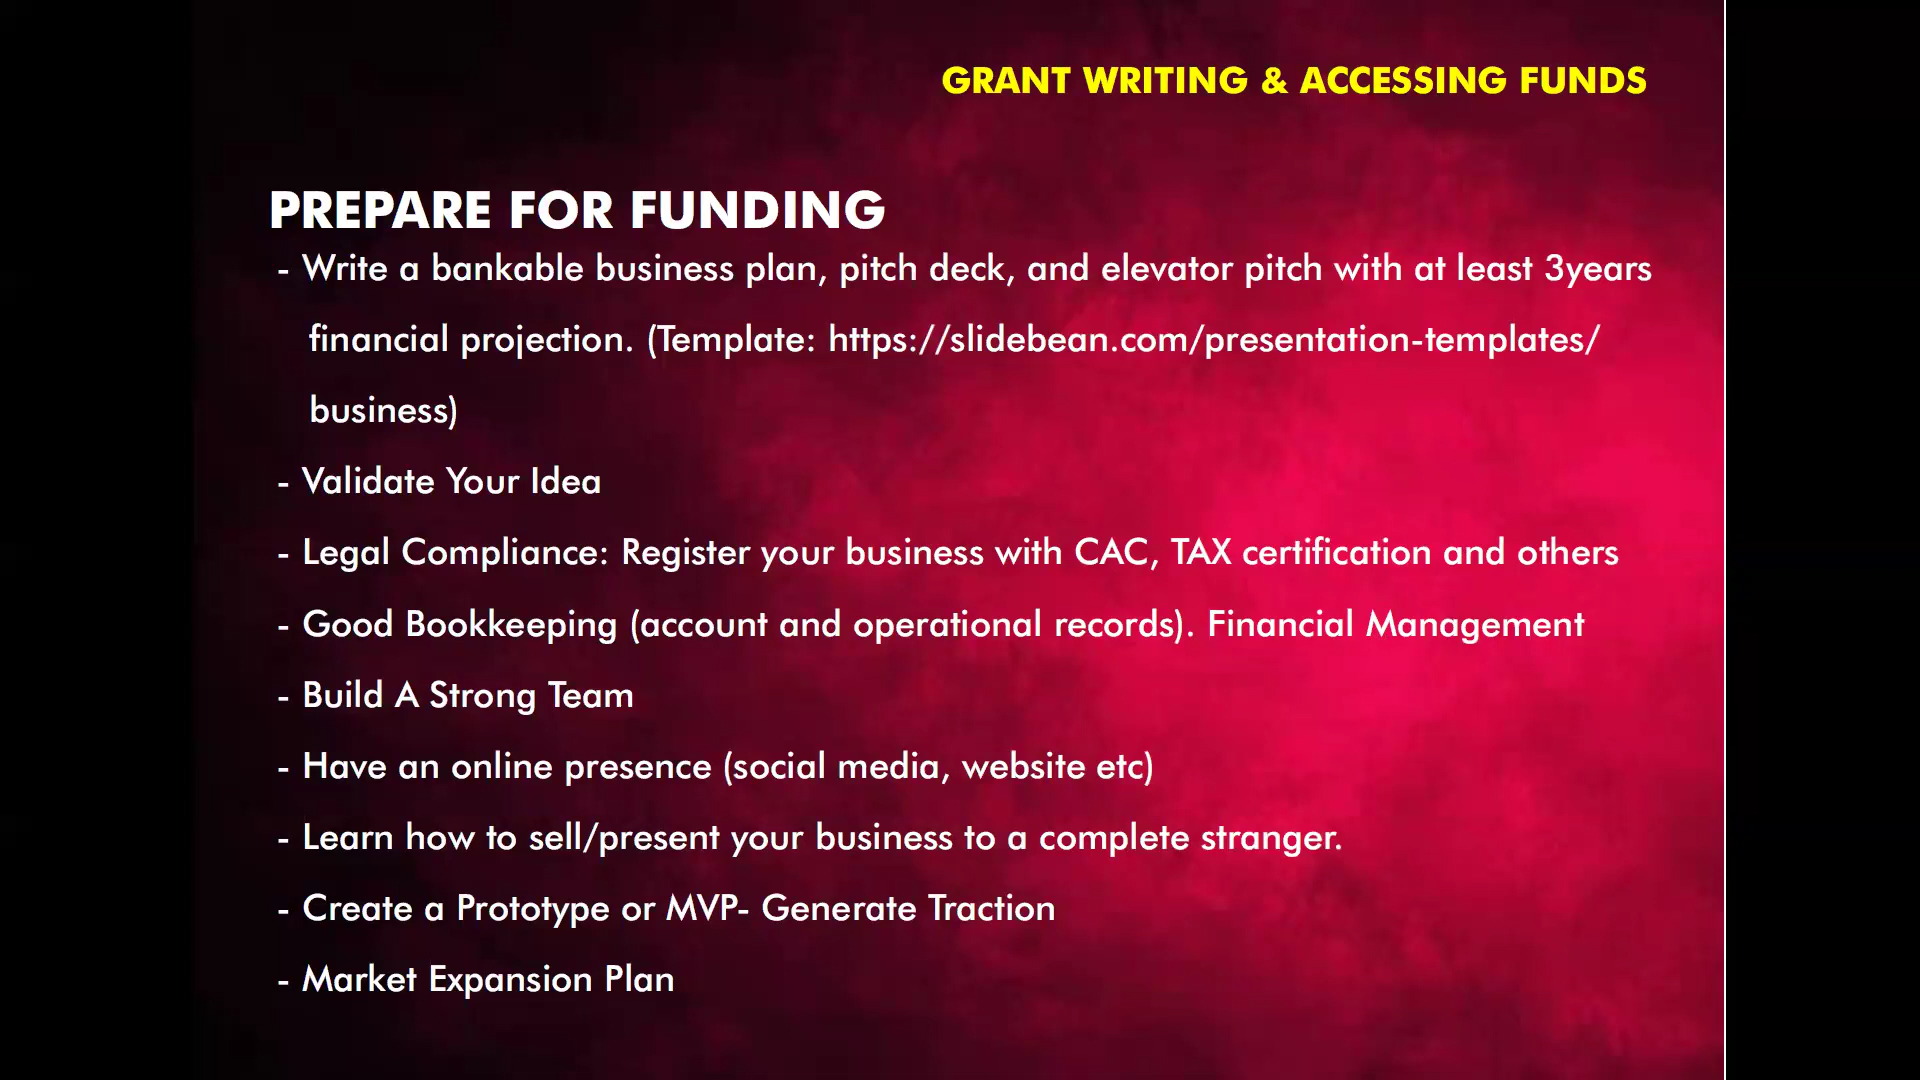 GRANT WRITING & ACCESSING FUNDS
PREPARE FOR FUNDING
- Write a bankable business plan, pitch deck, and elevator pitch with at least 3years
financial projection. (Template: https://slidebean.com/presentation-templates/
business)
- Validate Your Idea
- Legal Compliance: Register your business with CAC, TAX certification and others
- Good Bookkeeping (account and operational records). Financial Management
- Build A Strong Team
- Have an online presence (social media, website etc)
- Learn how to sell/present your business to a complete stranger.
- Create a Prototype or MVP- Generate Traction
- Market Expansion Plan